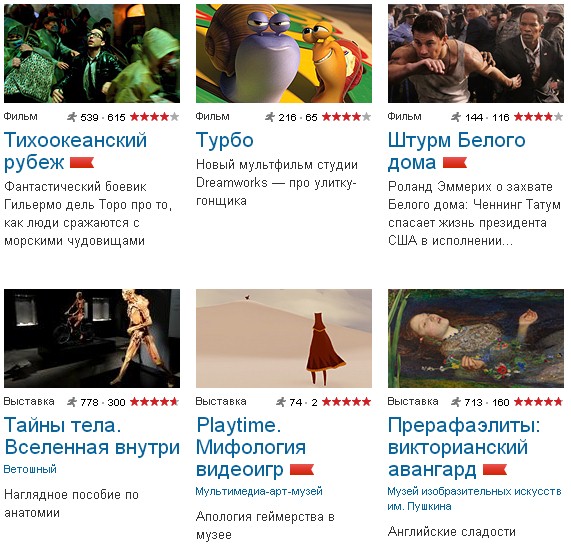 Фильм 539 · 615
Тихоокеанский
рубеж
Фантастический боевик
Гильермо дель Торо про то,
как люди сражаются с
морскими чудовищами
Фильм 216 · 65
Турбо
Новый мультфильм студии
Dreamworks — про улитку-
гонщика
Фильм 144 · 116
Штурм Белого
дома
Роланд Эммерих о захвате
Белого дома: Ченнинг Татум
спасает жизнь президента
США в исполнении...
Выставка 778 · 300
Тайны тела.
Вселенная внутри
Ветошный
Наглядное пособие по
анатомии
Выставка 74 · 2
Playtime.
Мифология
видеоигр
Мультимедиа-арт-музей
Апология геймерства в
музее
Выставка 713 · 160
Прерафаэлиты:
викторианский
авангард
Музей изобразительных искусств
им. Пушкина
Английские сладости